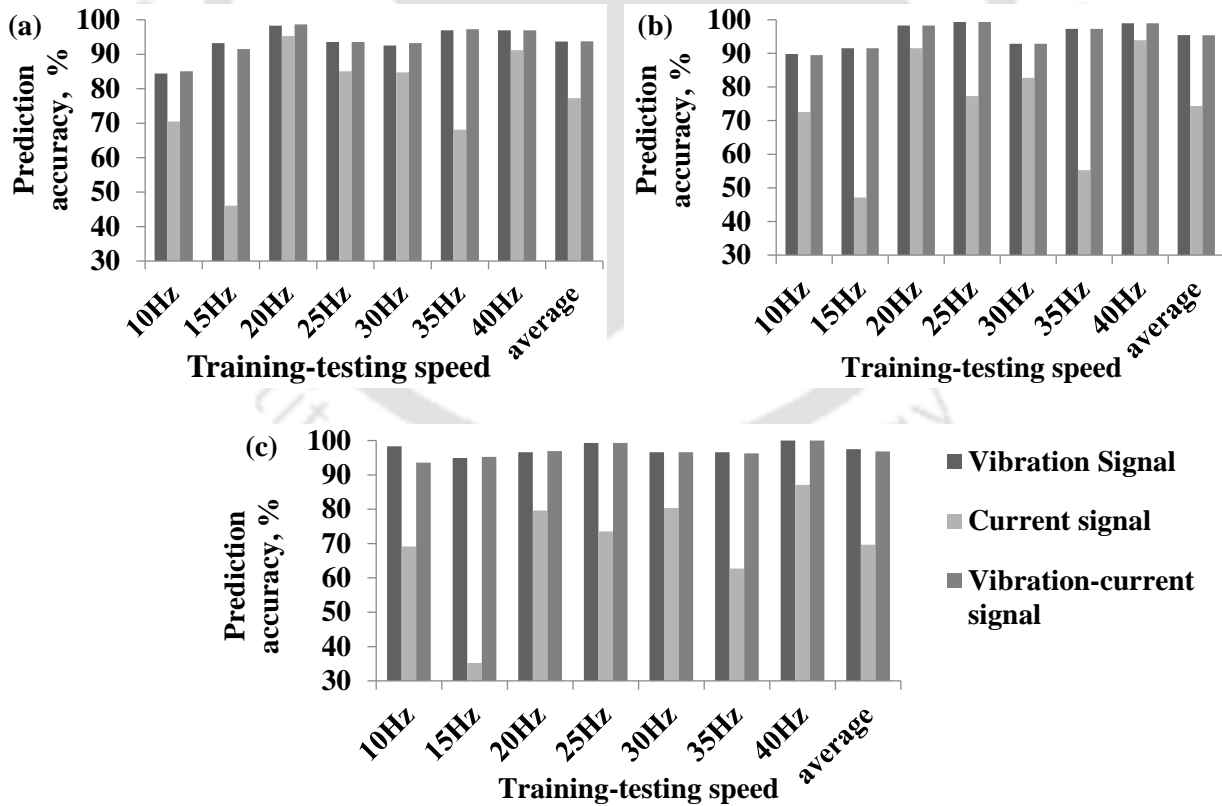 (a)
Prediction
accuracy, %
100
90
80
70
60
50
40
30
10Hz
15Hz
20Hz
25Hz
30Hz
35Hz
40Hz
average
Training-testing speed
(b)
Prediction
accuracy, %
100
90
80
70
60
50
40
30
10Hz
15Hz
20Hz
25Hz
30Hz
35Hz
40Hz
average
Training-testing speed
(c)
Prediction
accuracy, %
100
90
80
70
60
50
40
30
10Hz
15Hz
20Hz
25Hz
30Hz
35Hz
40Hz
average
Training-testing speed
Vibration Signal
Current signal
Vibration-current
signal